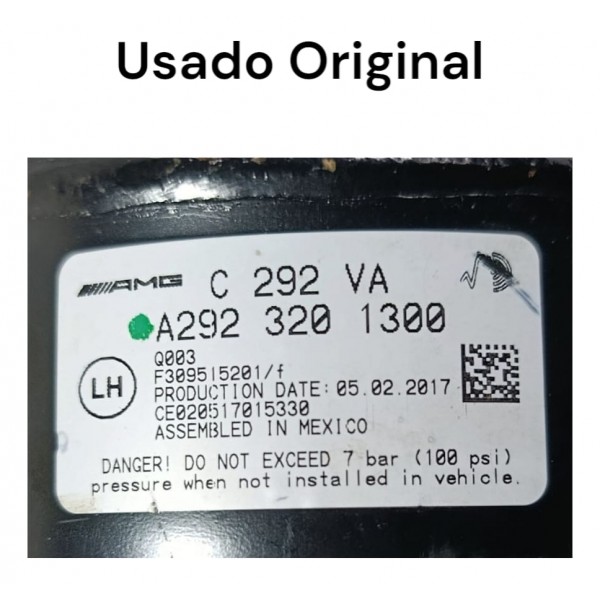 Usado Original
AMG C 292 VA
A292 320 1300
Q003
LH
F309515201/f
PRODUCTION DATE: 05.02.2017
CE020517015330
ASSEMBLED IN MEXICO
DANGER! DO NOT EXCEED 7 bar (100 psi)
pressure when not installed in vehicle.